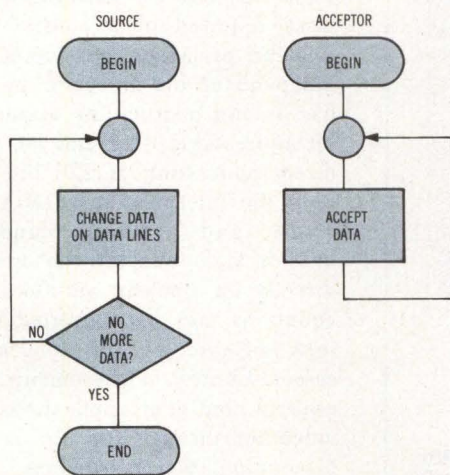 SOURCE
BEGIN
CHANGE DATA
ON DATA LINES
NO
MORE
DATA?
NO
YES
END
ACCEPTOR
BEGIN
ACCEPT
DATA